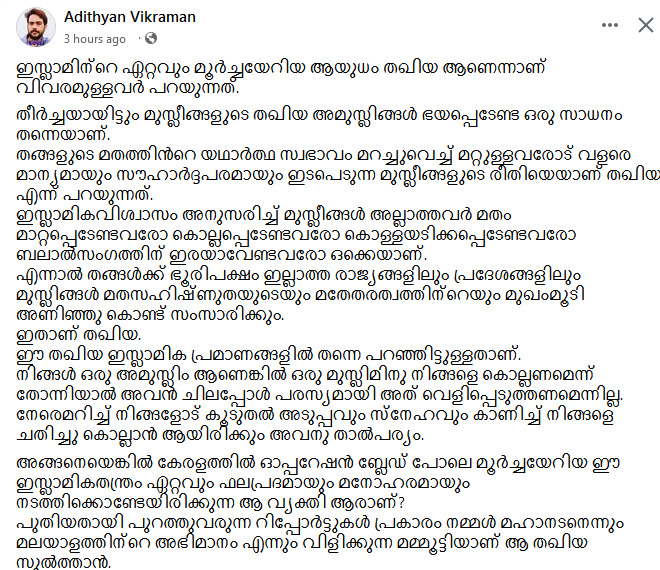 Adithyan Vikraman
3 hours ago ·
ഇസ്ലാമിന്റെ ഏറ്റവും മൂർച്ചയേറിയ ആയുധം തഖിയ ആണെന്നാണ്
വിവരമുള്ളവർ പറയുന്നത്.
തീർച്ചയായിട്ടും മുസ്ലീങ്ങളുടെ തഖിയ അമുസ്ലിങ്ങൾ ഭയപ്പെടേണ്ട ഒരു സാധനം
തന്നെയാണ്.
തങ്ങളുടെ മതത്തിൻറെ യഥാർത്ഥ സ്വഭാവം മറച്ചുവെച്ച് മറ്റുള്ളവരോട് വളരെ
മാന്യമായും സൗഹാർദ്ദപരമായും ഇടപെടുന്ന മുസ്ലീങ്ങളുടെ രീതിയെയാണ് തഖിയ
എന്ന് പറയുന്നത്.
ഇസ്ലാമികവിശ്വാസം അനുസരിച്ച് മുസ്ലീങ്ങൾ അല്ലാത്തവർ മതം
മാറ്റപ്പെടേണ്ടവരോ കൊല്ലപ്പെടേണ്ടവരോ കൊള്ളയടിക്കപ്പെടേണ്ടവരോ
ബലാൽസംഗത്തിന് ഇരയാവേണ്ടവരോ ഒക്കെയാണ്.
എന്നാൽ തങ്ങൾക്ക് ഭൂരിപക്ഷം ഇല്ലാത്ത രാജ്യങ്ങളിലും പ്രദേശങ്ങളിലും
മുസ്ലിങ്ങൾ മതസഹിഷ്ണുതയുടെയും മതേതരത്വത്തിന്റെയും മുഖംമൂടി
അണിഞ്ഞു കൊണ്ട് സംസാരിക്കും.
ഇതാണ് തഖിയ.
ഈ തഖിയ ഇസ്ലാമിക പ്രമാണങ്ങളിൽ തന്നെ പറഞ്ഞിട്ടുള്ളതാണ്.
നിങ്ങൾ ഒരു അമുസ്ലിം ആണെങ്കിൽ ഒരു മുസ്ലിമിനു നിങ്ങളെ കൊല്ലണമെന്ന്
തോന്നിയാൽ അവൻ ചിലപ്പോൾ പരസ്യമായി അത് വെളിപ്പെടുത്തണമെന്നില്ല.
നേരെമറിച്ച് നിങ്ങളോട് കൂടുതൽ അടുപ്പവും സ്നേഹവും കാണിച്ച് നിങ്ങളെ
ചതിച്ചു കൊല്ലാൻ ആയിരിക്കും അവനു താൽപര്യം.
അങ്ങനെയെങ്കിൽ കേരളത്തിൽ ഓപ്പറേഷൻ ബ്ലേഡ് പോലെ മൂർച്ചയേറിയ ഈ
ഇസ്ലാമികതന്ത്രം ഏറ്റവും ഫലപ്രദമായും മനോഹരമായും
നടത്തിക്കൊണ്ടേയിരിക്കുന്ന ആ വ്യക്തി ആരാണ്?
പുതിയതായി പുറത്തുവരുന്ന റിപ്പോർട്ടുകൾ പ്രകാരം നമ്മൾ മഹാനടനെന്നും
മലയാളത്തിന്റെ അഭിമാനം എന്നും വിളിക്കുന്ന മമ്മൂട്ടിയാണ് ആ തഖിയ
സുൽത്താൻ.